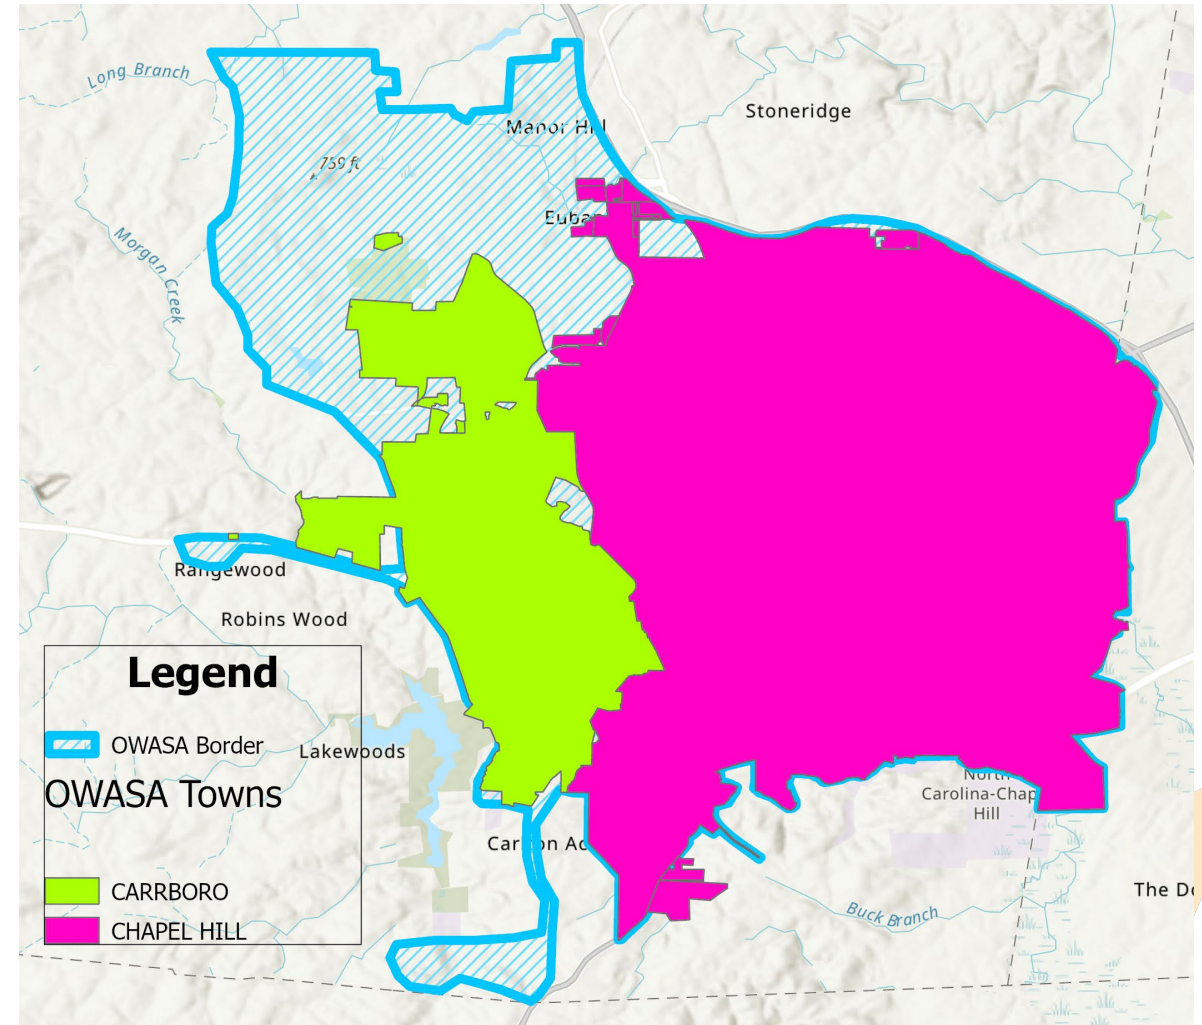 Long Branch
Stoneridge
Manor Hill
759 ft
Morgan Creek
Rangewood
Robins Wood
Legend
OWASA Border
Lakewoods
OWASA Towns
North
Carolina-Chap
Hill
CARRBORO
CHAPEL HILL
Buck Branch
The